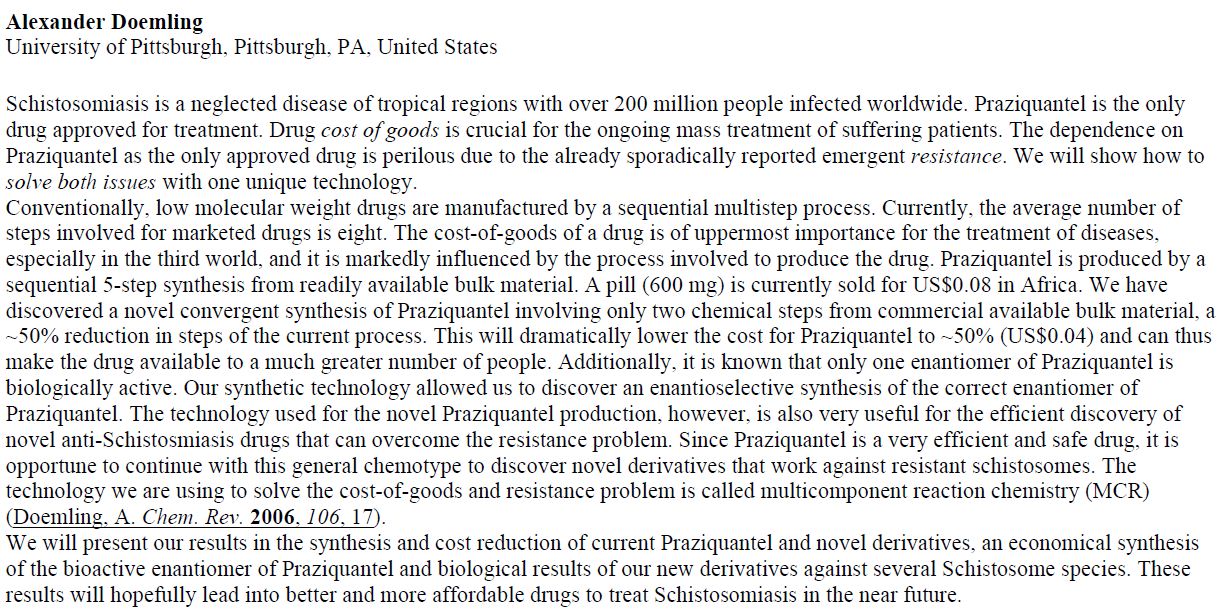 Alexander Doemling
University of Pittsburgh, Pittsburgh, PA, United States
Schistosomiasis is a neglected disease of tropical regions with over 200 million people infected worldwide. Praziquantel is the only
drug approved for treatment. Drug cost of goods is crucial for the ongoing mass treatment of suffering patients. The dependence on
Praziquantel as the only approved drug is perilous due to the already sporadically reported emergent resistance. We will show how to
solve both issues with one unique technology.
Conventionally, low molecular weight drugs are manufactured by a sequential multistep process. Currently, the average number of
steps involved for marketed drugs is eight. The cost-of-goods of a drug is of uppermost importance for the treatment of diseases,
especially in the third world, and it is markedly influenced by the process involved to produce the drug. Praziquantel is produced by a
sequential 5-step synthesis from readily available bulk material. A pill (600 mg) is currently sold for US$0.08 in Africa. We have
discovered a novel convergent synthesis of Praziquantel involving only two chemical steps from commercial available bulk material, a
~50% reduction in steps of the current process. This will dramatically lower the cost for Praziquantel to ~50% (US$0.04) and can thus
make the drug available to a much greater number of people. Additionally, it is known that only one enantiomer of Praziquantel is
biologically active. Our synthetic technology allowed us to discover an enantioselective synthesis of the correct enantiomer of
Praziquantel. The technology used for the novel Praziquantel production, however, is also very useful for the efficient discovery of
novel anti-Schistosmiasis drugs that can overcome the resistance problem. Since Praziquantel is a very efficient and safe drug, it is
opportune to continue with this general chemotype to discover novel derivatives that work against resistant schistosomes. The
technology we are using to solve the cost-of-goods and resistance problem is called multicomponent reaction chemistry (MCR)
(Doemling, A. Chem. Rev. 2006, 106, 17).
We will present our results in the synthesis and cost reduction of current Praziquantel and novel derivatives, an economical synthesis
of the bioactive enantiomer of Praziquantel and biological results of our new derivatives against several Schistosome species. These
results will hopefully lead into better and more affordable drugs to treat Schistosomiasis in the near future.